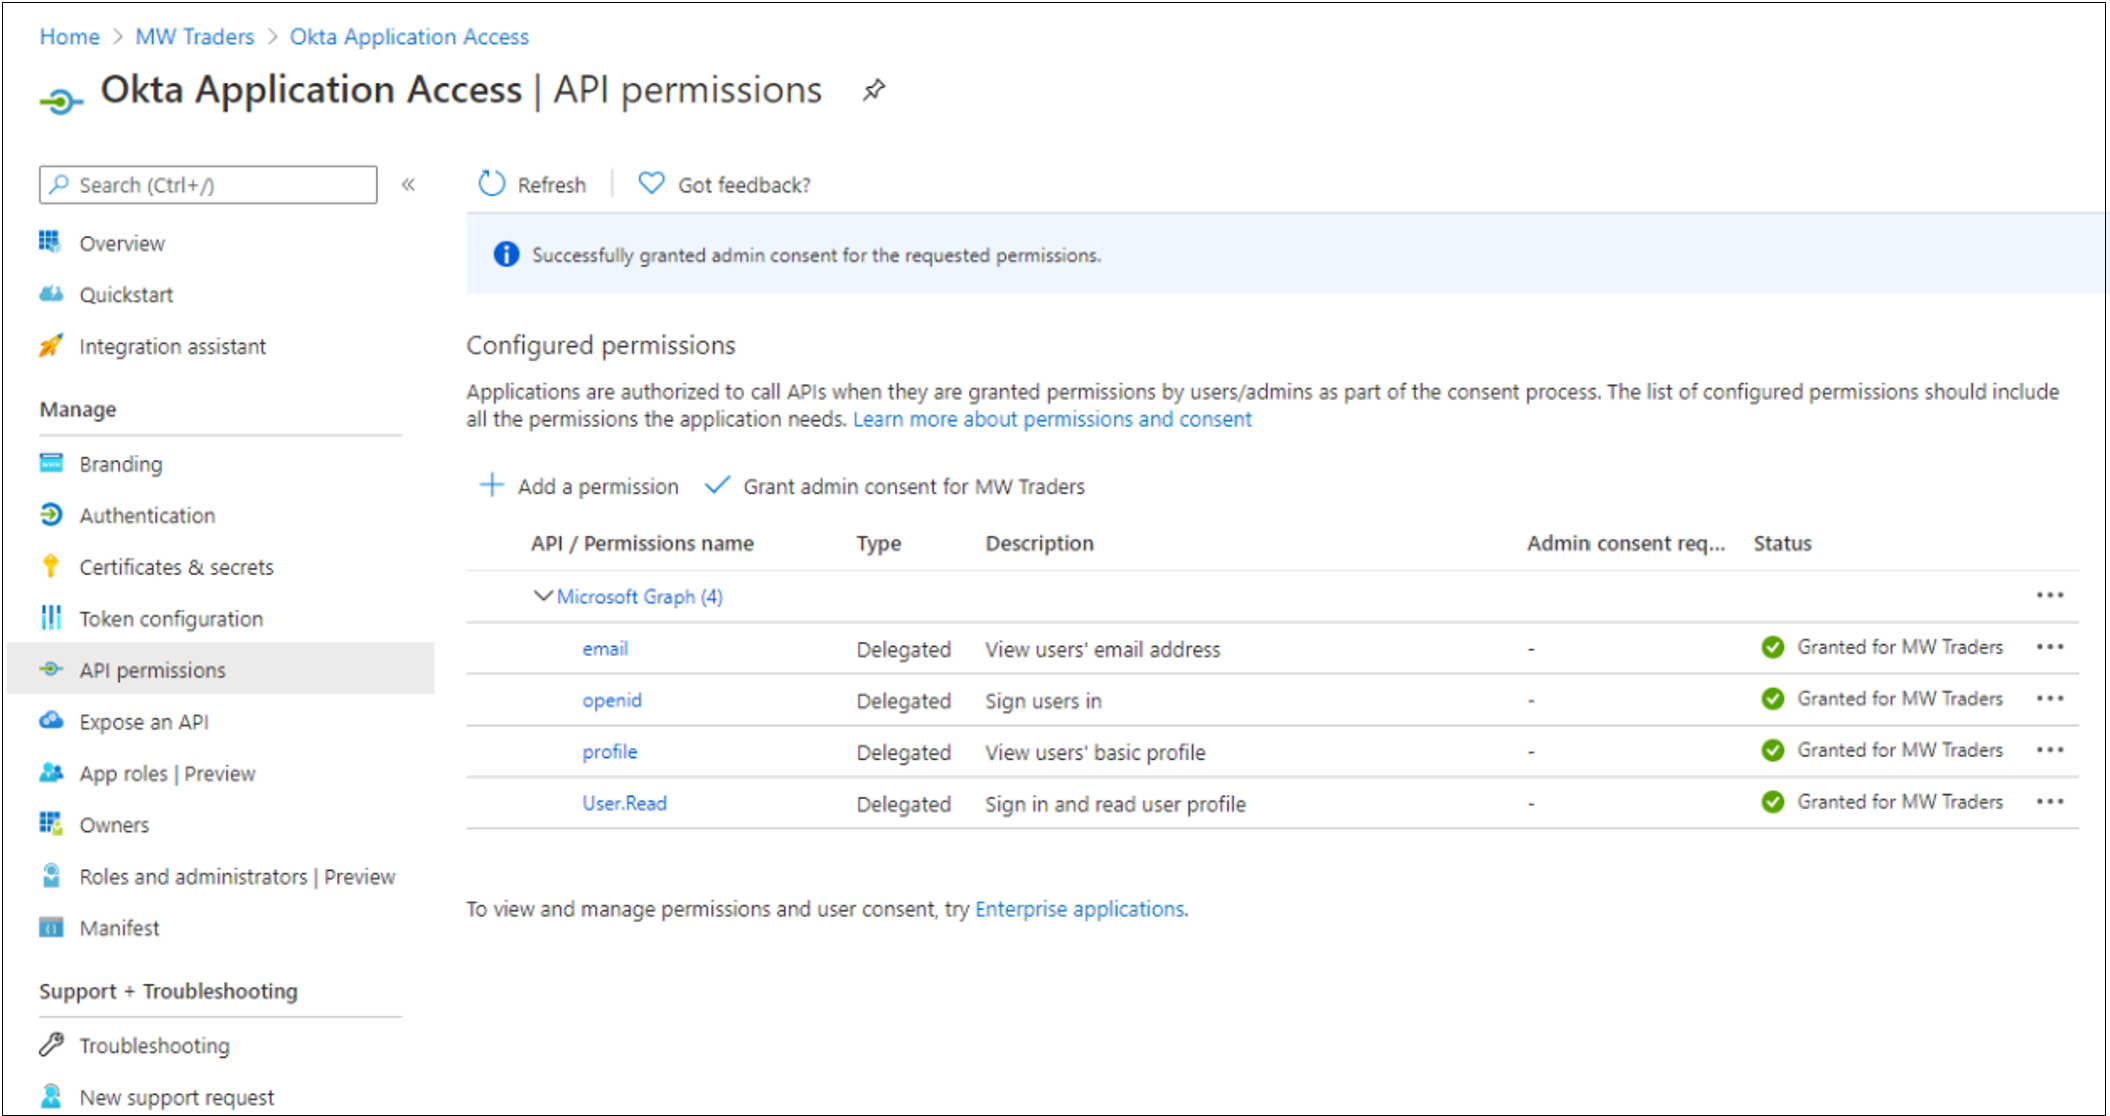 Home > MW Traders > Okta Application Access
Okta Application Access | API permissions
Search (Ctrl+/)
«
Refresh
Got feedback?
Overview
Quickstart
Integration assistant
Manage
Branding
Authentication
Certificates & secrets
Token configuration
API permissions
Expose an API
App roles | Preview
Owners
Roles and administrators | Preview
Manifest
Support + Troubleshooting
Troubleshooting
New support request
Successfully granted admin consent for the requested permissions.
Configured permissions
Applications are authorized to call APIs when they are granted permissions by users/admins as part of the consent process. The list of configured permissions should include
all the permissions the application needs. Learn more about permissions and consent
Add a permission Grant admin consent for MW Traders
API / Permissions name Type Description Admin consent req... Status
Microsoft Graph (4) ...
email Delegated View users' email address - Granted for MW Traders ...
openid Delegated Sign users in - Granted for MW Traders ...
profile Delegated View users' basic profile - Granted for MW Traders ...
User.Read Delegated Sign in and read user profile - Granted for MW Traders ...
To view and manage permissions and user consent, try Enterprise applications.